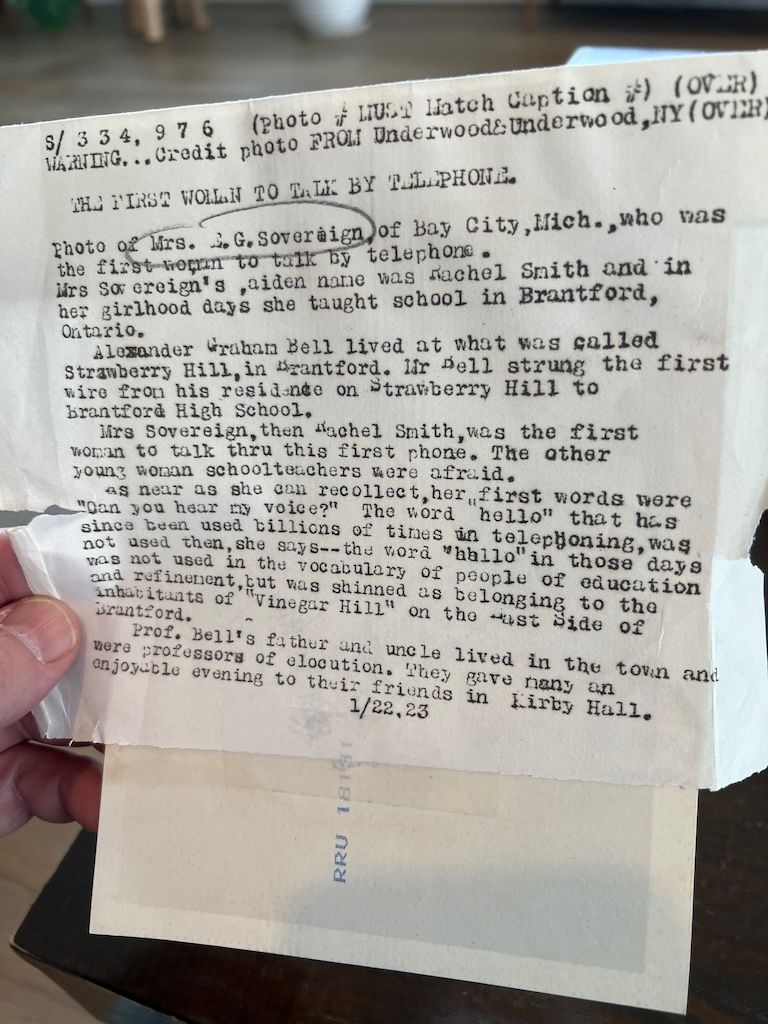 S/ 3 3 4, 9 7 6 (Photo # MUST Match Caption #) (OVER)
WARNING...Credit photo FROM Underwood&Underwood,NY(OVER)
THE FIRST WOMAN TO TALK BY TELEPHONE.
Photo of Mrs. E.G.Sovereign,of Bay City,Mich.,who was
the first woman to talk by telephone.
Mrs Sovereign's ,aiden name was Rachel Smith and in
her girlhood days she taught school in Brantford,
Ontario.
Alexander Graham Bell lived at what was called
Strawberry Hill,in Brantford. Mr Bell strung the first
wire from his residence on Strawberry Hill to
Brantford High School.
Mrs Sovereign,then Rachel Smith,was the first
woman to talk thru this first phone. The other
young woman schoolteachers were afraid.
As near as she can recollect,her first words were
"Can you hear my voice?" The word "hello" that has
since been used billions of times in telephoning,was
not used then,she says--the word "hello"in those days
was not used in the vocabulary of people of education
and refinement,but was shinned as belonging to the
inhabitants of "Vinegar Hill" on the East Side of
Brantford.
Prof. Bell's father and uncle lived in the town and
were professors of elocution. They gave many an
enjoyable evening to their friends in Kirby Hall.
1/22,23
RRU